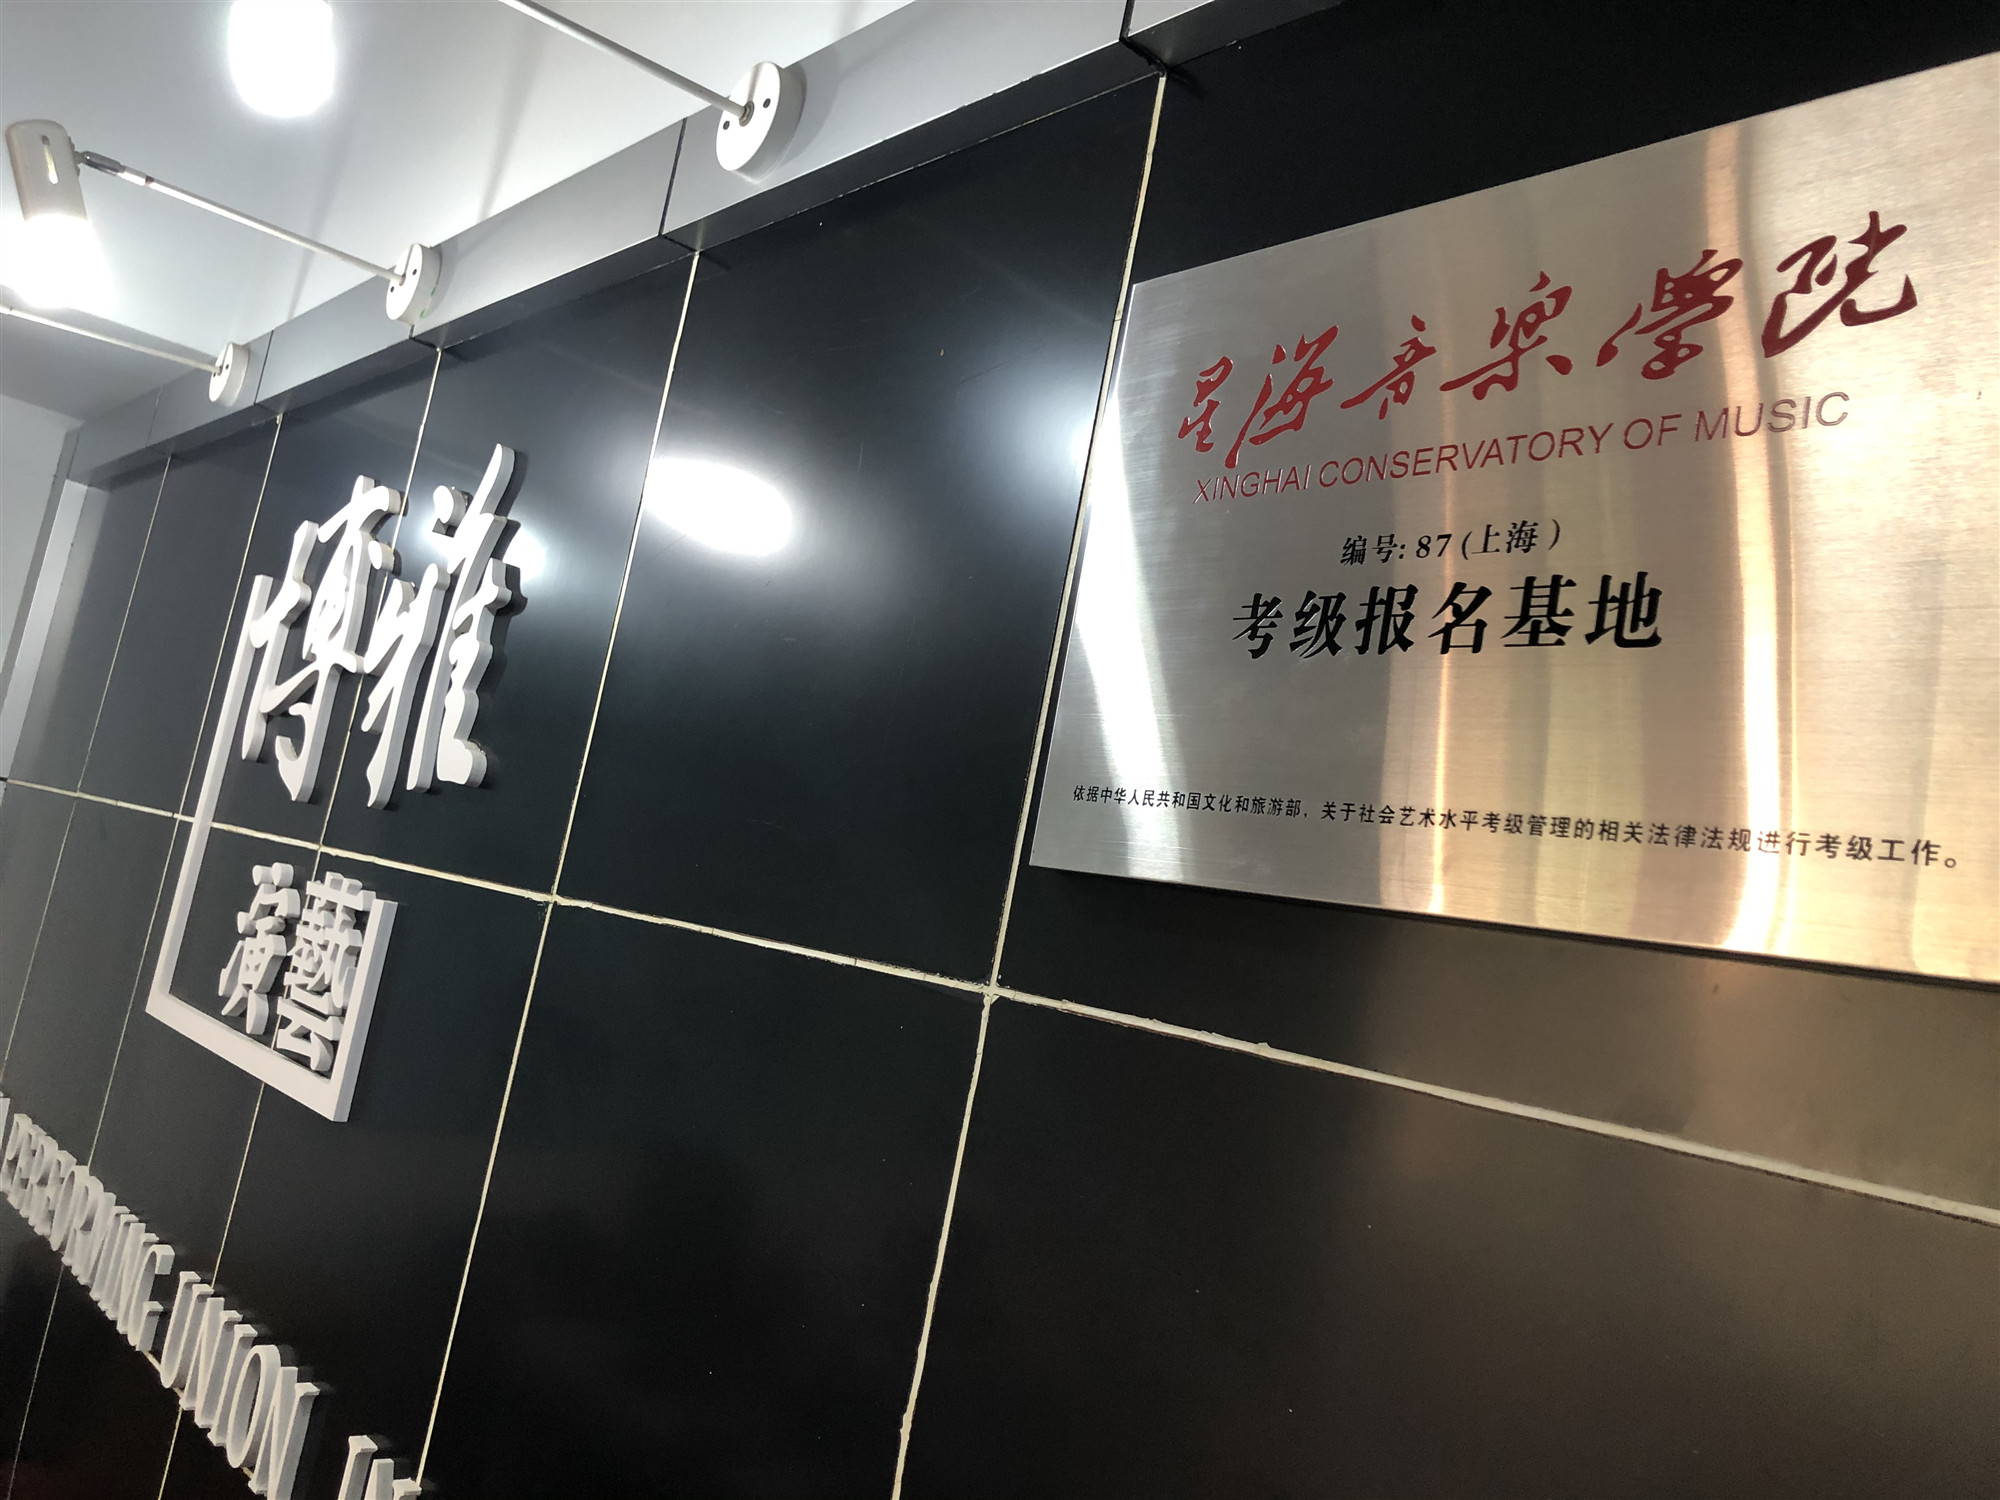 博雅
演藝
PERFORMING UNION
星海音樂学院
XINGHAI CONSERVATORY OF MUSIC
编号: 87 (上海)
考级报名基地
依据中华人民共和国文化和旅游部，关于社会艺术水平考级管理的相关法律法规进行考级工作。